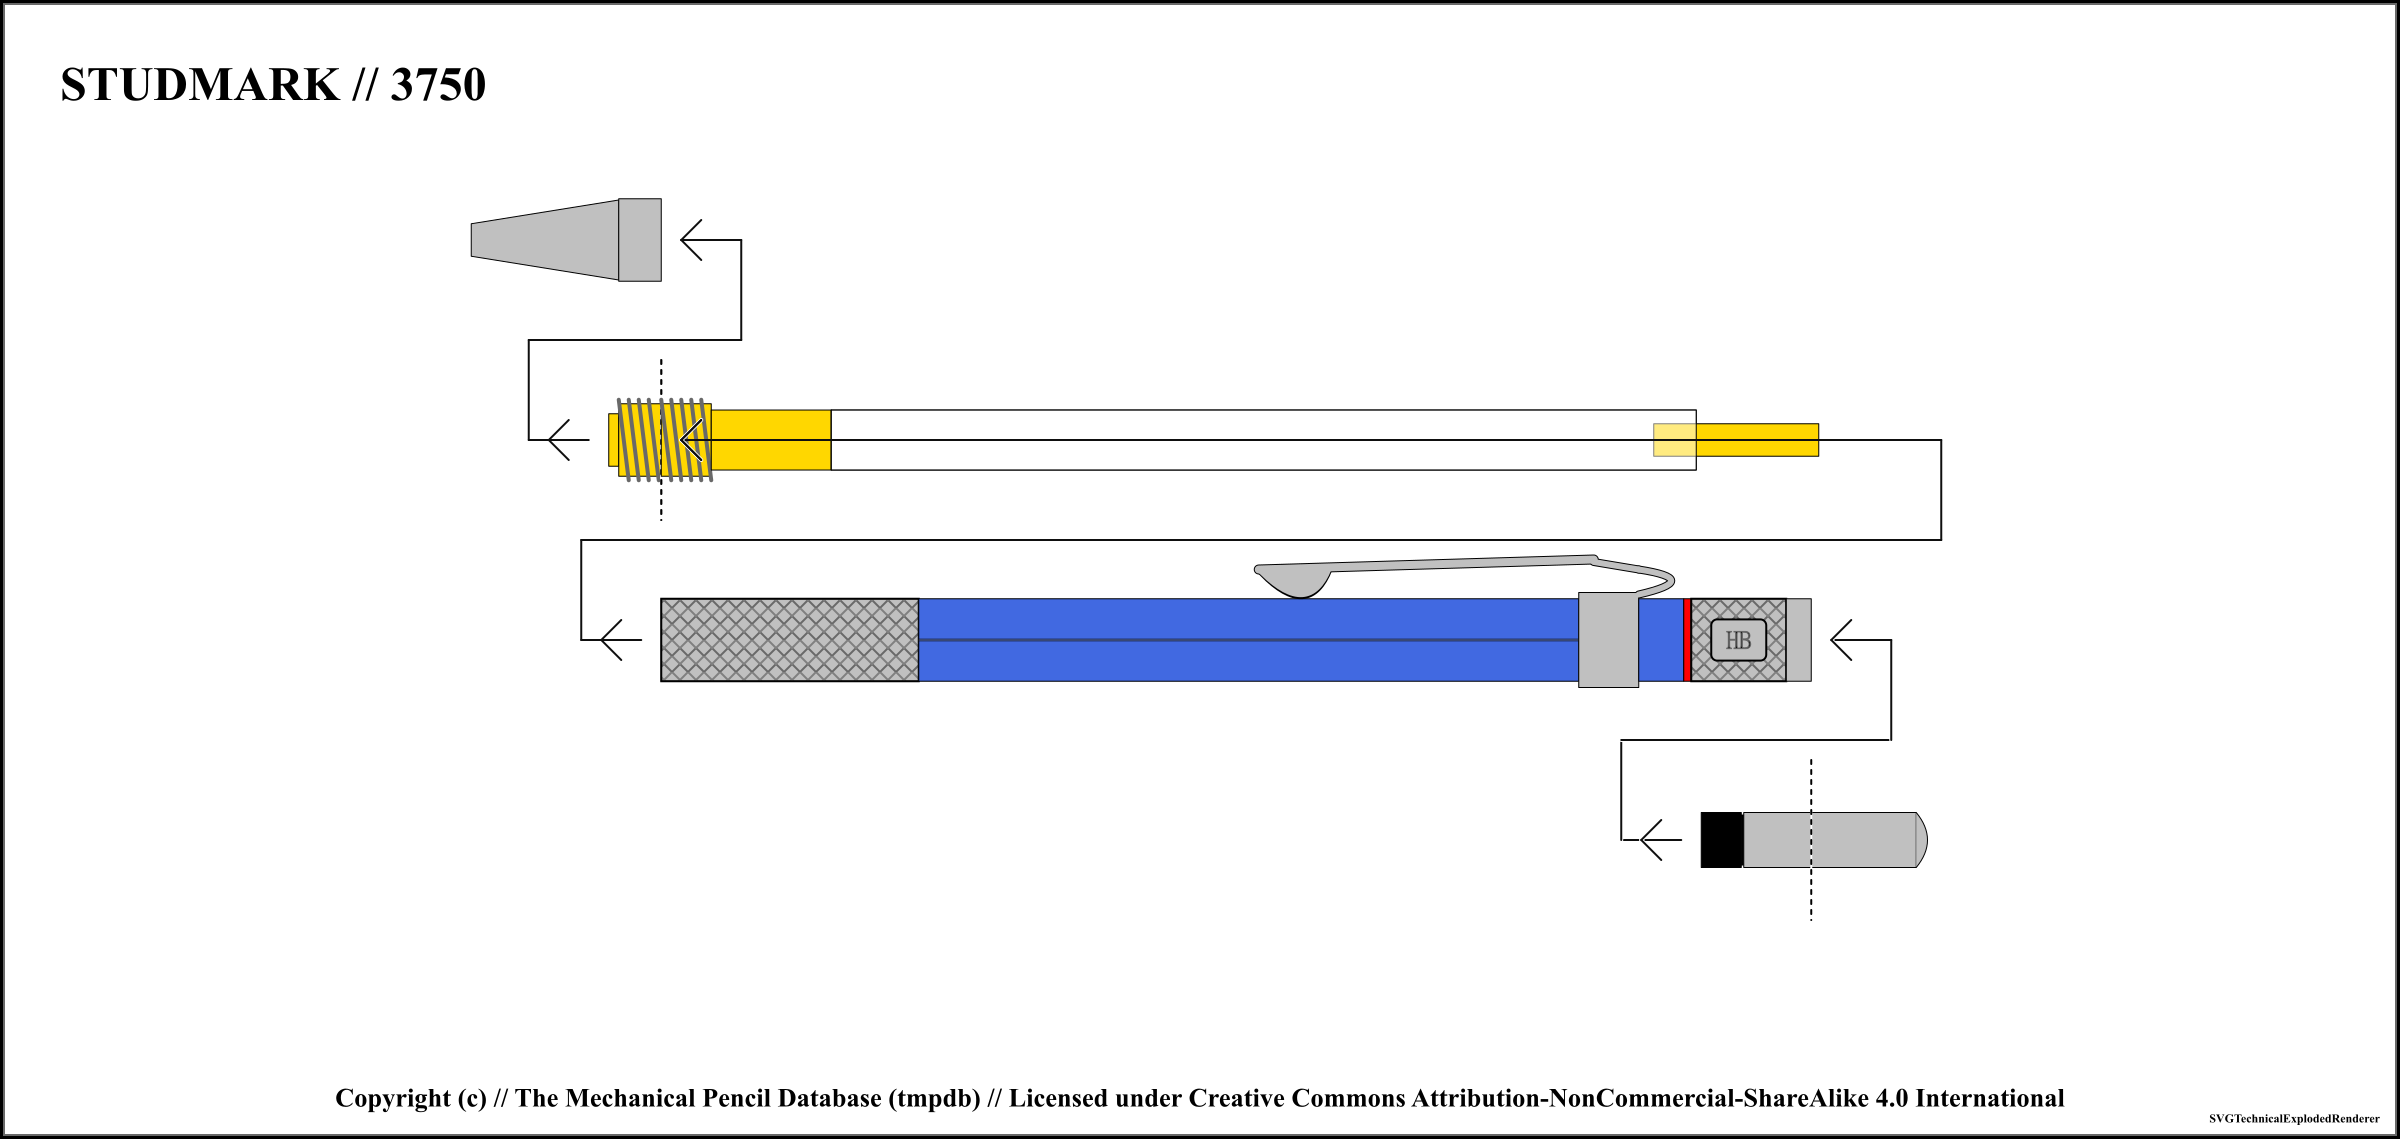 STUDMARK // 3750
HB
Copyright (c) // The Mechanical Pencil Database (tmpdb) // Licensed under Creative Commons Attribution-NonCommercial-ShareAlike 4.0 International
SVGTechnicalExplodedRenderer